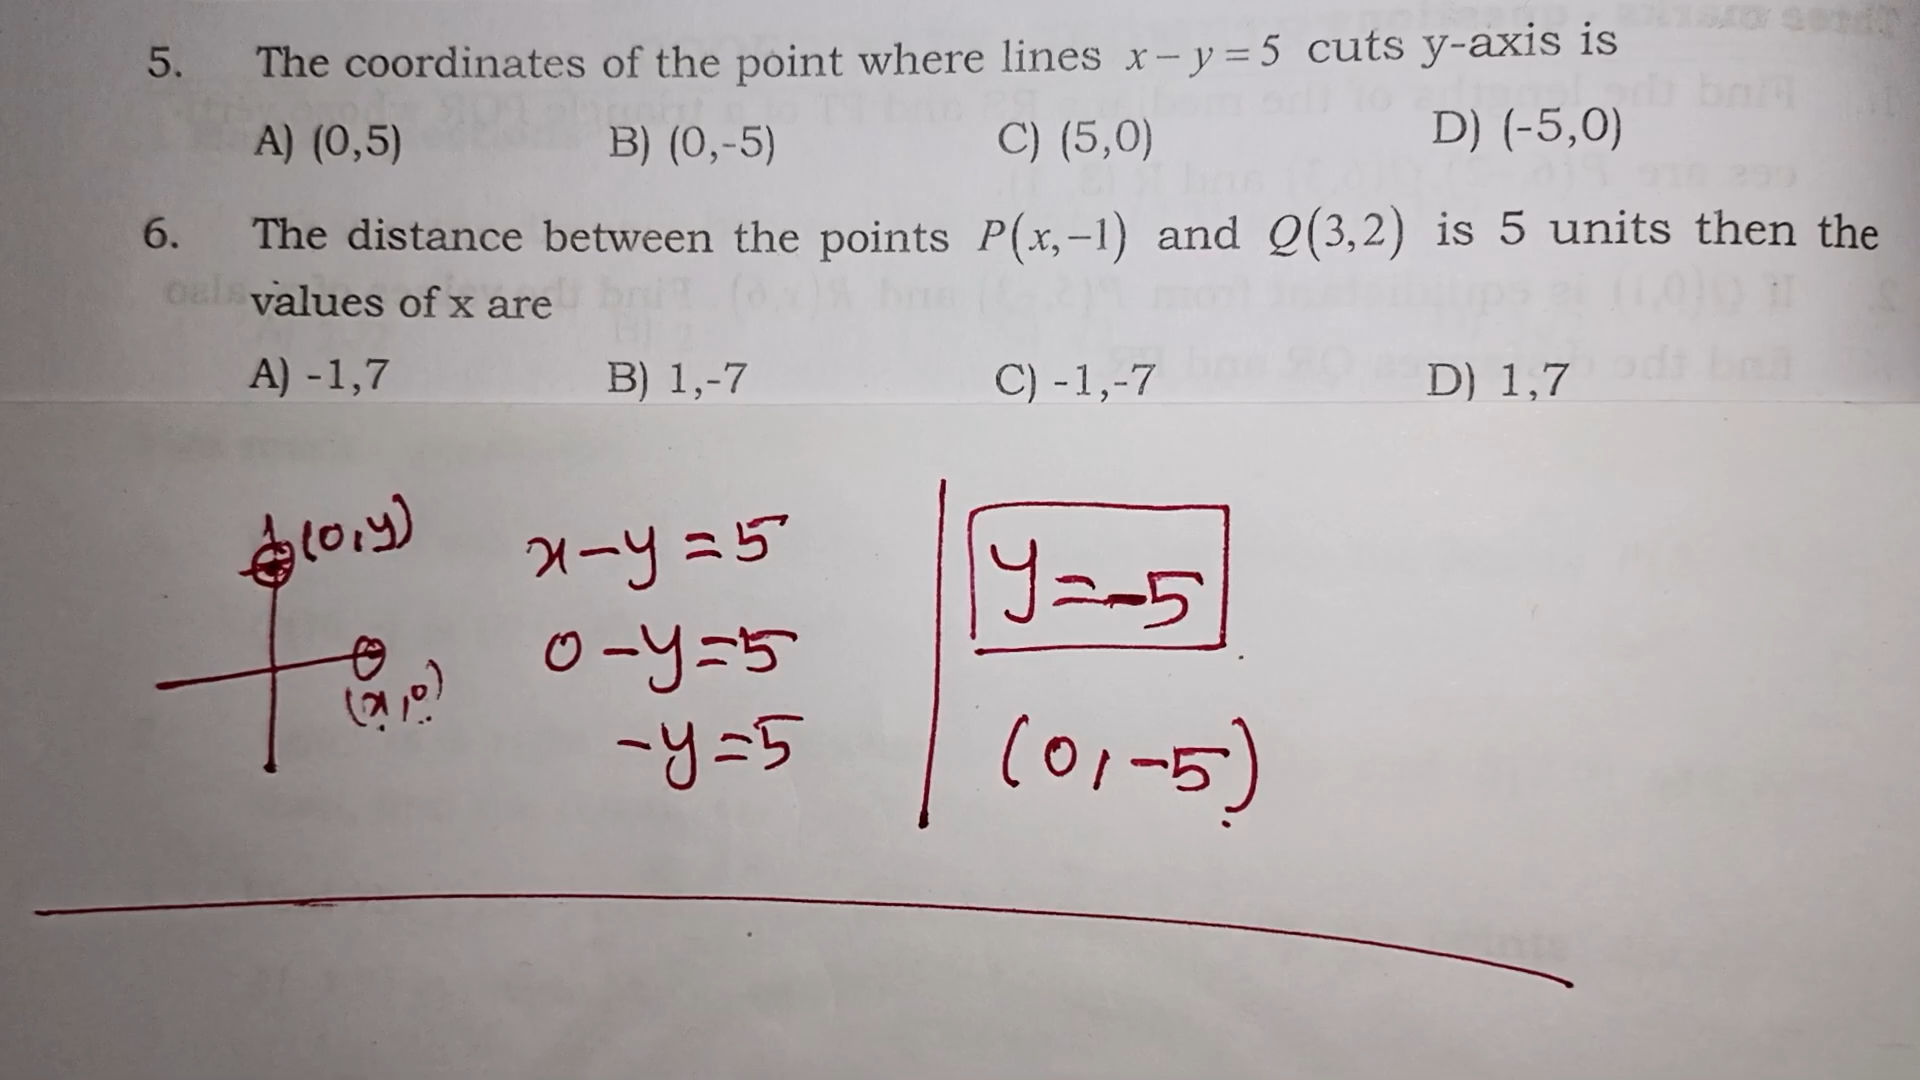 5. The coordinates of the point where lines x – y = 5 cuts y-axis is
A) (0,5) B) (0,-5) C) (5,0) D) (-5,0)
6. The distance between the points P(x,–1) and Q(3,2) is 5 units then the
values of x are
A) -1,7 B) 1,-7 C) -1,-7 D) 1,7
(0,y)
(x,0)
x-y=5
0-y=5
-y=5
y=-5
(0,-5)